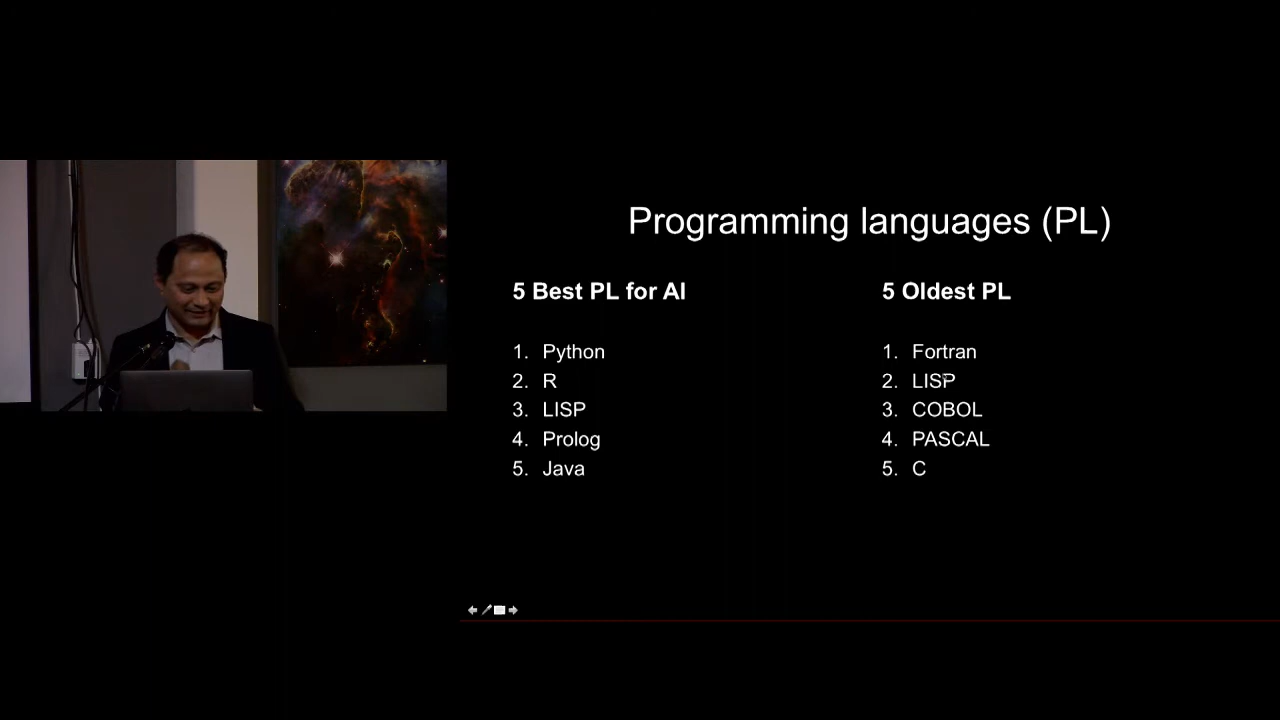 Programming languages (PL)
5 Best PL for AI
1. Python
2. R
3. LISP
4. Prolog
5. Java
5 Oldest PL
1. Fortran
2. LISP
3. COBOL
4. PASCAL
5. C